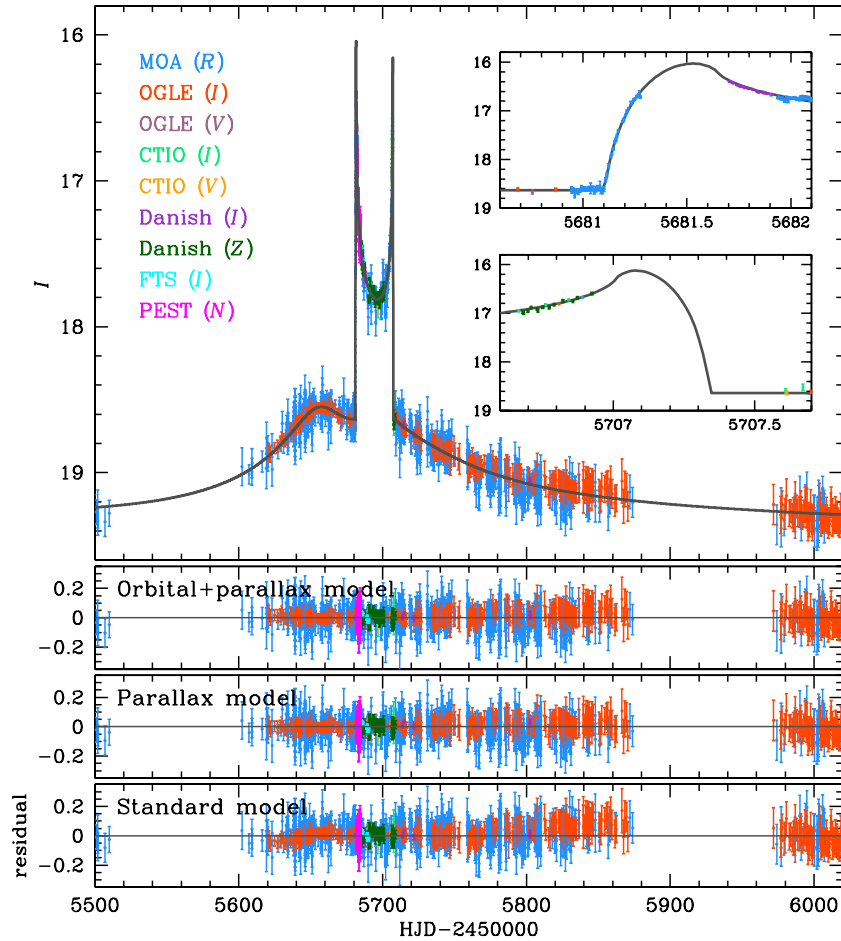 16
17
18
19
I
MOA (R)
OGLE (I)
OGLE (V)
CTIO (I)
CTIO (V)
Danish (I)
Danish (Z)
FTS (I)
PEST (N)
16
17
18
19
5681 5681.5 5682
16
17
18
19
5707 5707.5
0.2
0
−0.2
Orbital+parallax model
0.2
0
−0.2
Parallax model
0.2
0
−0.2
Standard model
residual
5500 5600 5700 5800 5900 6000
HJD−2450000